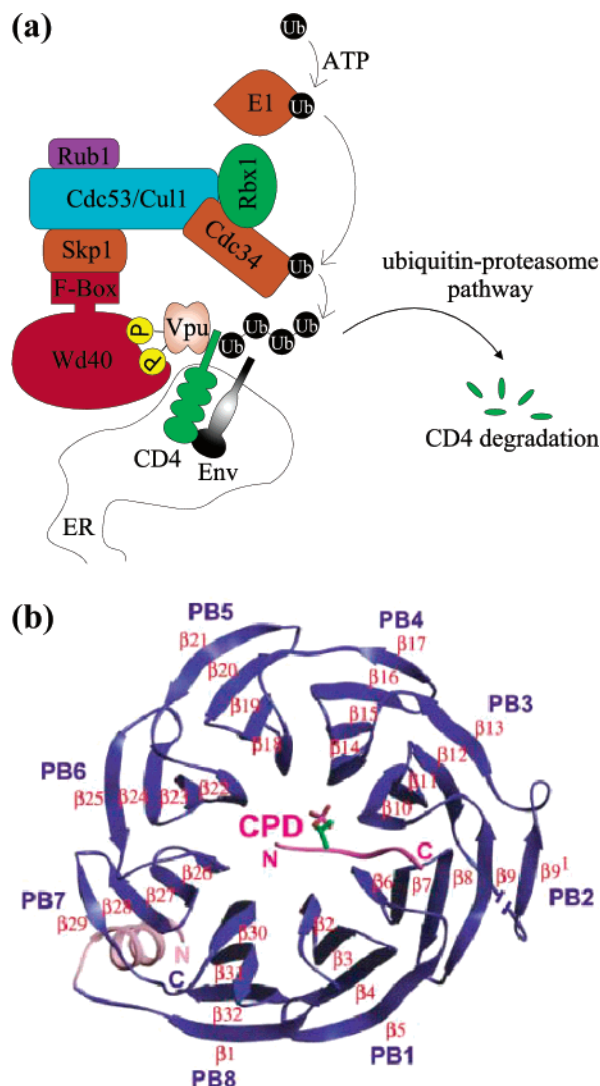 (a)
Ub
ATP
E1
Ub
Rub1
Rbx1
Cdc53/Cul1
Cdc34
Skp1
Ub
F-Box
ubiquitin-proteasome
pathway
P
Vpu
Ub
Ub
Ub
Ub
Wd40
P
CD4
Env
CD4 degradation
ER
(b)
PB5
PB4
β21
β17
β20
β16
β19
β15
PB3
β13
β18
β14
β12
β11
PB6
β22
β10
β25
β24
β23
CPD
N
C
β26
β6
β7
β8
β9
β9¹
PB2
PB7
β27
β28
β29
N
β30
β2
C
β31
β3
β32
β4
β1
β5
PB8
PB1